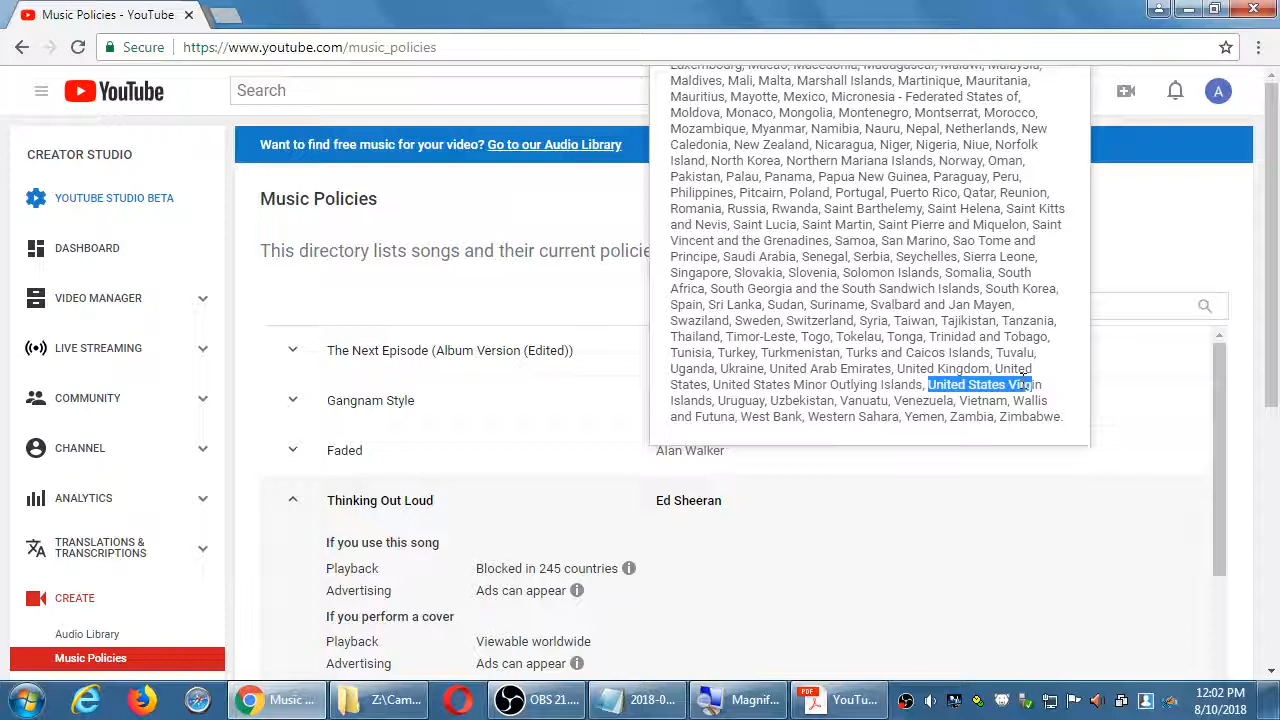 Music Policies - YouTube
Secure
https://www.youtube.com/music_policies
YouTube
Search
A
CREATOR STUDIO
YOUTUBE STUDIO BETA
DASHBOARD
VIDEO MANAGER
LIVE STREAMING
COMMUNITY
CHANNEL
ANALYTICS
TRANSLATIONS &
TRANSCRIPTIONS
CREATE
Audio Library
Music Policies
Want to find free music for your video? Go to our Audio Library
Music Policies
This directory lists songs and their current policie
Luxembourg, Macao, Macedonia, Madagascar, Malawi, Malaysia,
Maldives, Mali, Malta, Marshall Islands, Martinique, Mauritania,
Mauritius, Mayotte, Mexico, Micronesia - Federated States of,
Moldova, Monaco, Mongolia, Montenegro, Montserrat, Morocco,
Mozambique, Myanmar, Namibia, Nauru, Nepal, Netherlands, New
Caledonia, New Zealand, Nicaragua, Niger, Nigeria, Niue, Norfolk
Island, North Korea, Northern Mariana Islands, Norway, Oman,
Pakistan, Palau, Panama, Papua New Guinea, Paraguay, Peru,
Philippines, Pitcairn, Poland, Portugal, Puerto Rico, Qatar, Reunion,
Romania, Russia, Rwanda, Saint Barthelemy, Saint Helena, Saint Kitts
and Nevis, Saint Lucia, Saint Martin, Saint Pierre and Miquelon, Saint
Vincent and the Grenadines, Samoa, San Marino, Sao Tome and
Principe, Saudi Arabia, Senegal, Serbia, Seychelles, Sierra Leone,
Singapore, Slovakia, Slovenia, Solomon Islands, Somalia, South
Africa, South Georgia and the South Sandwich Islands, South Korea,
Spain, Sri Lanka, Sudan, Suriname, Svalbard and Jan Mayen,
Swaziland, Sweden, Switzerland, Syria, Taiwan, Tajikistan, Tanzania,
Thailand, Timor-Leste, Togo, Tokelau, Tonga, Trinidad and Tobago,
Tunisia, Turkey, Turkmenistan, Turks and Caicos Islands, Tuvalu,
Uganda, Ukraine, United Arab Emirates, United Kingdom, United
States, United States Minor Outlying Islands, United States Virgin
Islands, Uruguay, Uzbekistan, Vanuatu, Venezuela, Vietnam, Wallis
and Futuna, West Bank, Western Sahara, Yemen, Zambia, Zimbabwe.
The Next Episode (Album Version (Edited))
Gangnam Style
Faded Alan Walker
Thinking Out Loud Ed Sheeran
If you use this song
Playback Blocked in 245 countries
Advertising Ads can appear
If you perform a cover
Playback Viewable worldwide
Advertising Ads can appear
Music ...
Z:\Cam...
OBS 21....
2018-0...
Magnif...
PDF
YouTu...
12:02 PM
8/10/2018